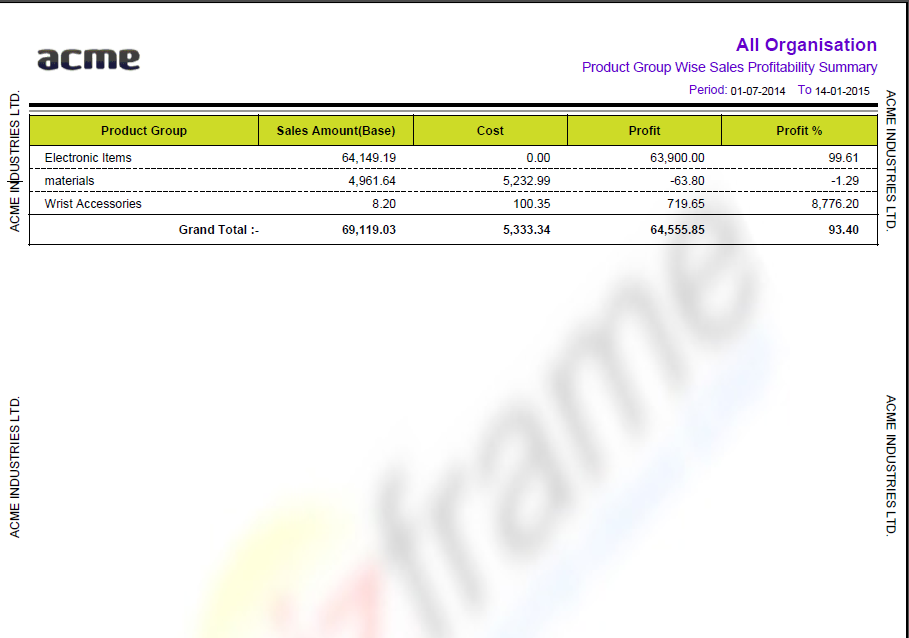 acme
All Organisation
Product Group Wise Sales Profitability Summary
Period: 01-07-2014 To 14-01-2015
ACME INDUSTRIES LTD.
ACME INDUSTRIES LTD.
Product Group Sales Amount(Base) Cost Profit Profit %
Electronic Items 64,149.19 0.00 63,900.00 99.61
materials 4,961.64 5,232.99 -63.80 -1.29
Wrist Accessories 8.20 100.35 719.65 8,776.20
Grand Total :- 69,119.03 5,333.34 64,555.85 93.40
frame
ACME INDUSTRIES LTD.
ACME INDUSTRIES LTD.